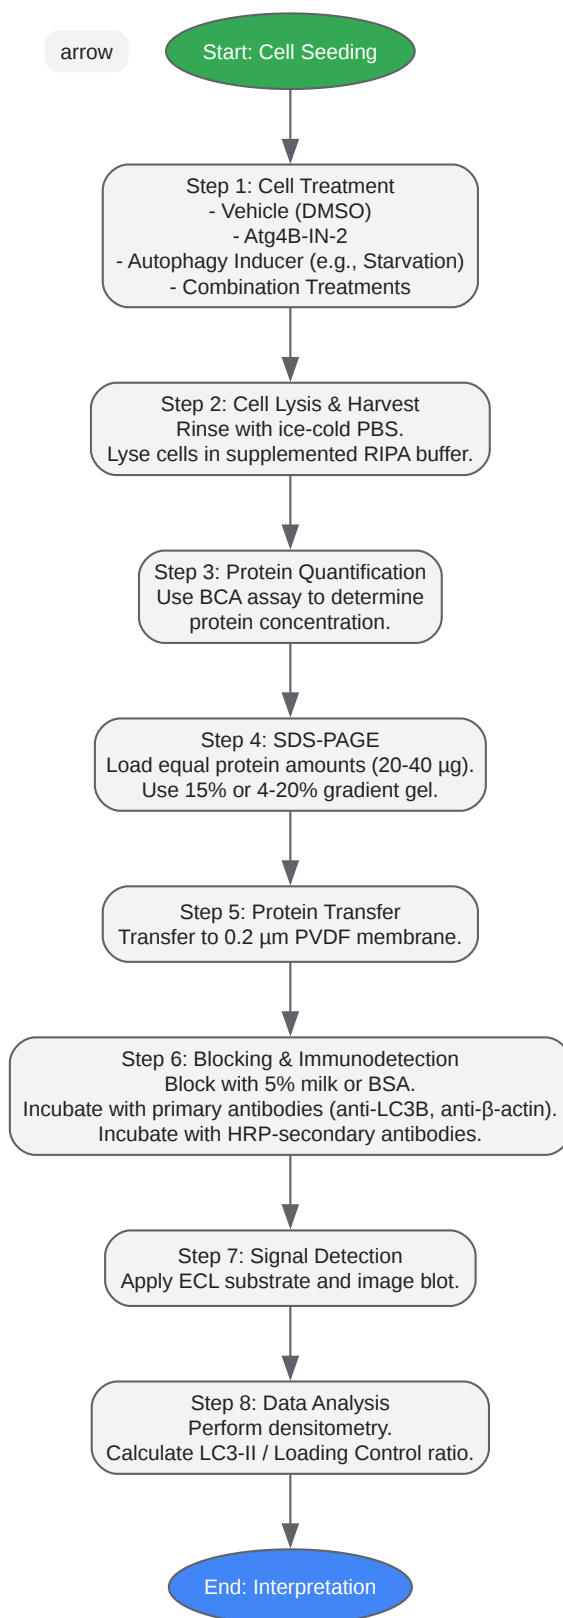 arrow
Start: Cell Seeding
Step 1: Cell Treatment
- Vehicle (DMSO)
- Atg4B-IN-2
- Autophagy Inducer (e.g., Starvation)
- Combination Treatments
Step 2: Cell Lysis & Harvest
Rinse with ice-cold PBS.
Lyse cells in supplemented RIPA buffer.
Step 3: Protein Quantification
Use BCA assay to determine
protein concentration.
Step 4: SDS-PAGE
Load equal protein amounts (20-40 µg).
Use 15% or 4-20% gradient gel.
Step 5: Protein Transfer
Transfer to 0.2 µm PVDF membrane.
Step 6: Blocking & Immunodetection
Block with 5% milk or BSA.
Incubate with primary antibodies (anti-LC3B, anti-β-actin).
Incubate with HRP-secondary antibodies.
Step 7: Signal Detection
Apply ECL substrate and image blot.
Step 8: Data Analysis
Perform densitometry.
Calculate LC3-II / Loading Control ratio.
End: Interpretation